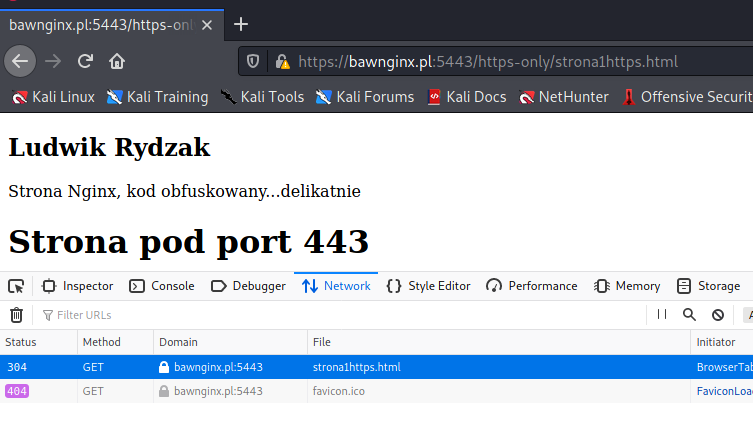 bawnginx.pl:5443/https-onl
https://bawnginx.pl:5443/https-only/strona1https.html
Kali Linux Kali Training Kali Tools Kali Forums Kali Docs NetHunter Offensive Securit
Ludwik Rydzak
Strona Nginx, kod obfuskowany...delikatnie
Strona pod port 443
Inspector Console Debugger Network Style Editor Performance Memory Storage
Filter URLs
Status Method Domain File Initiator
304 GET bawnginx.pl:5443 strona1https.html BrowserTab
404 GET bawnginx.pl:5443 favicon.ico FaviconLoa